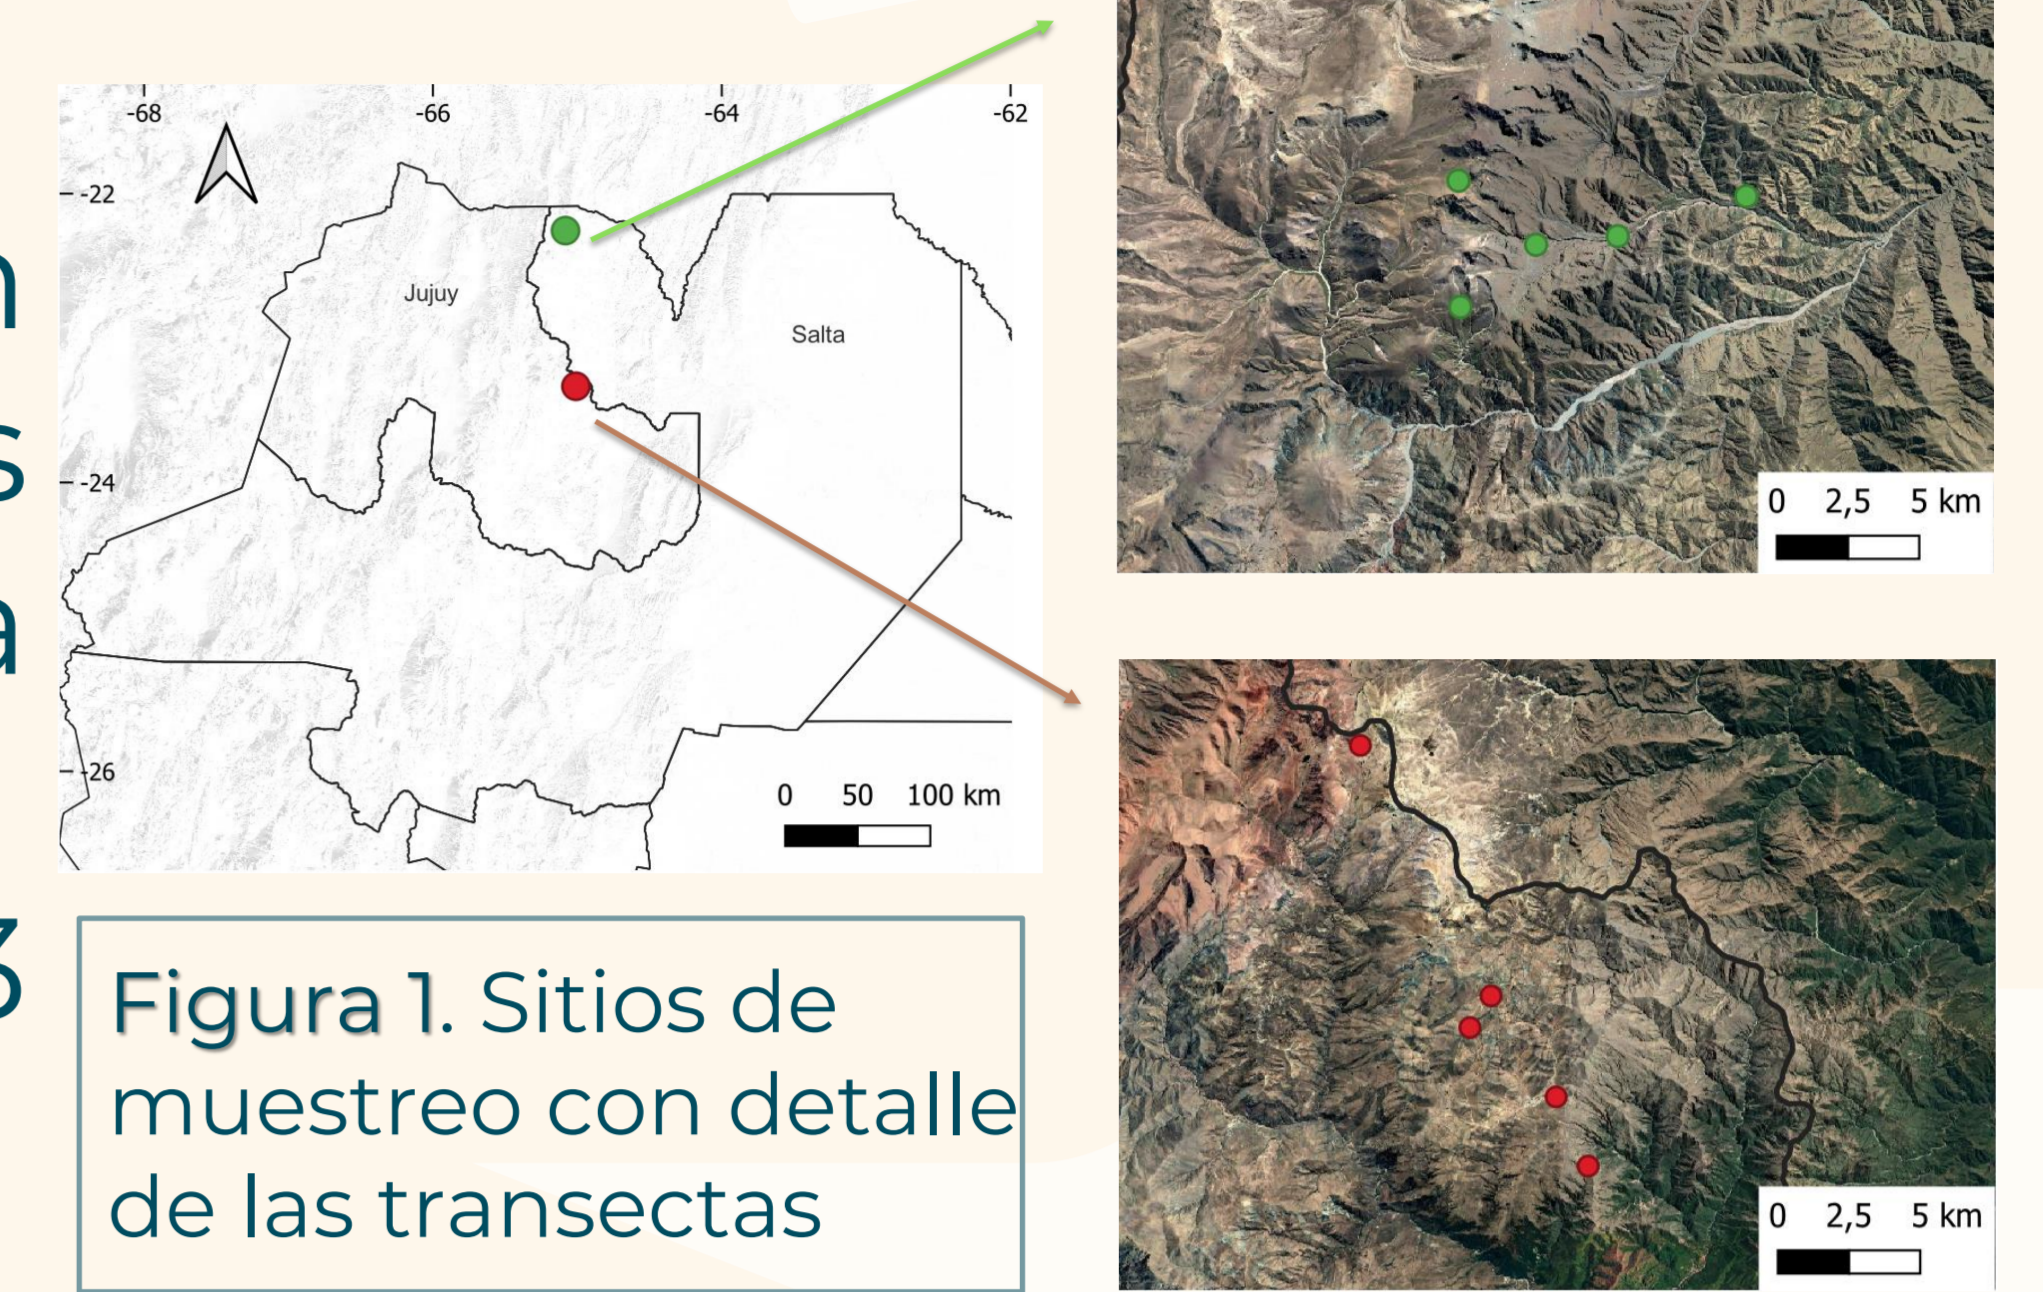 -68 -66 -64 -62
-22
Jujuy
Salta
-24
-26
0 50 100 km
0 2,5 5 km
0 2,5 5 km
Figura 1. Sitios de
muestreo con detalle
de las transectas